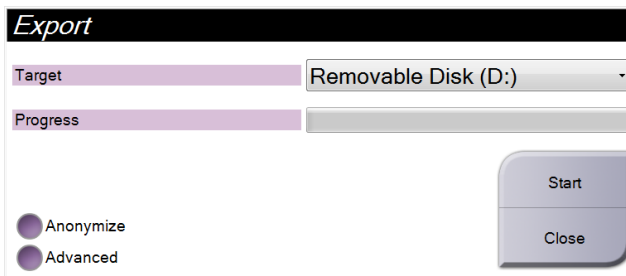 Export
Target
Removable Disk (D:)
Progress
Start
Close
Anonymize
Advanced